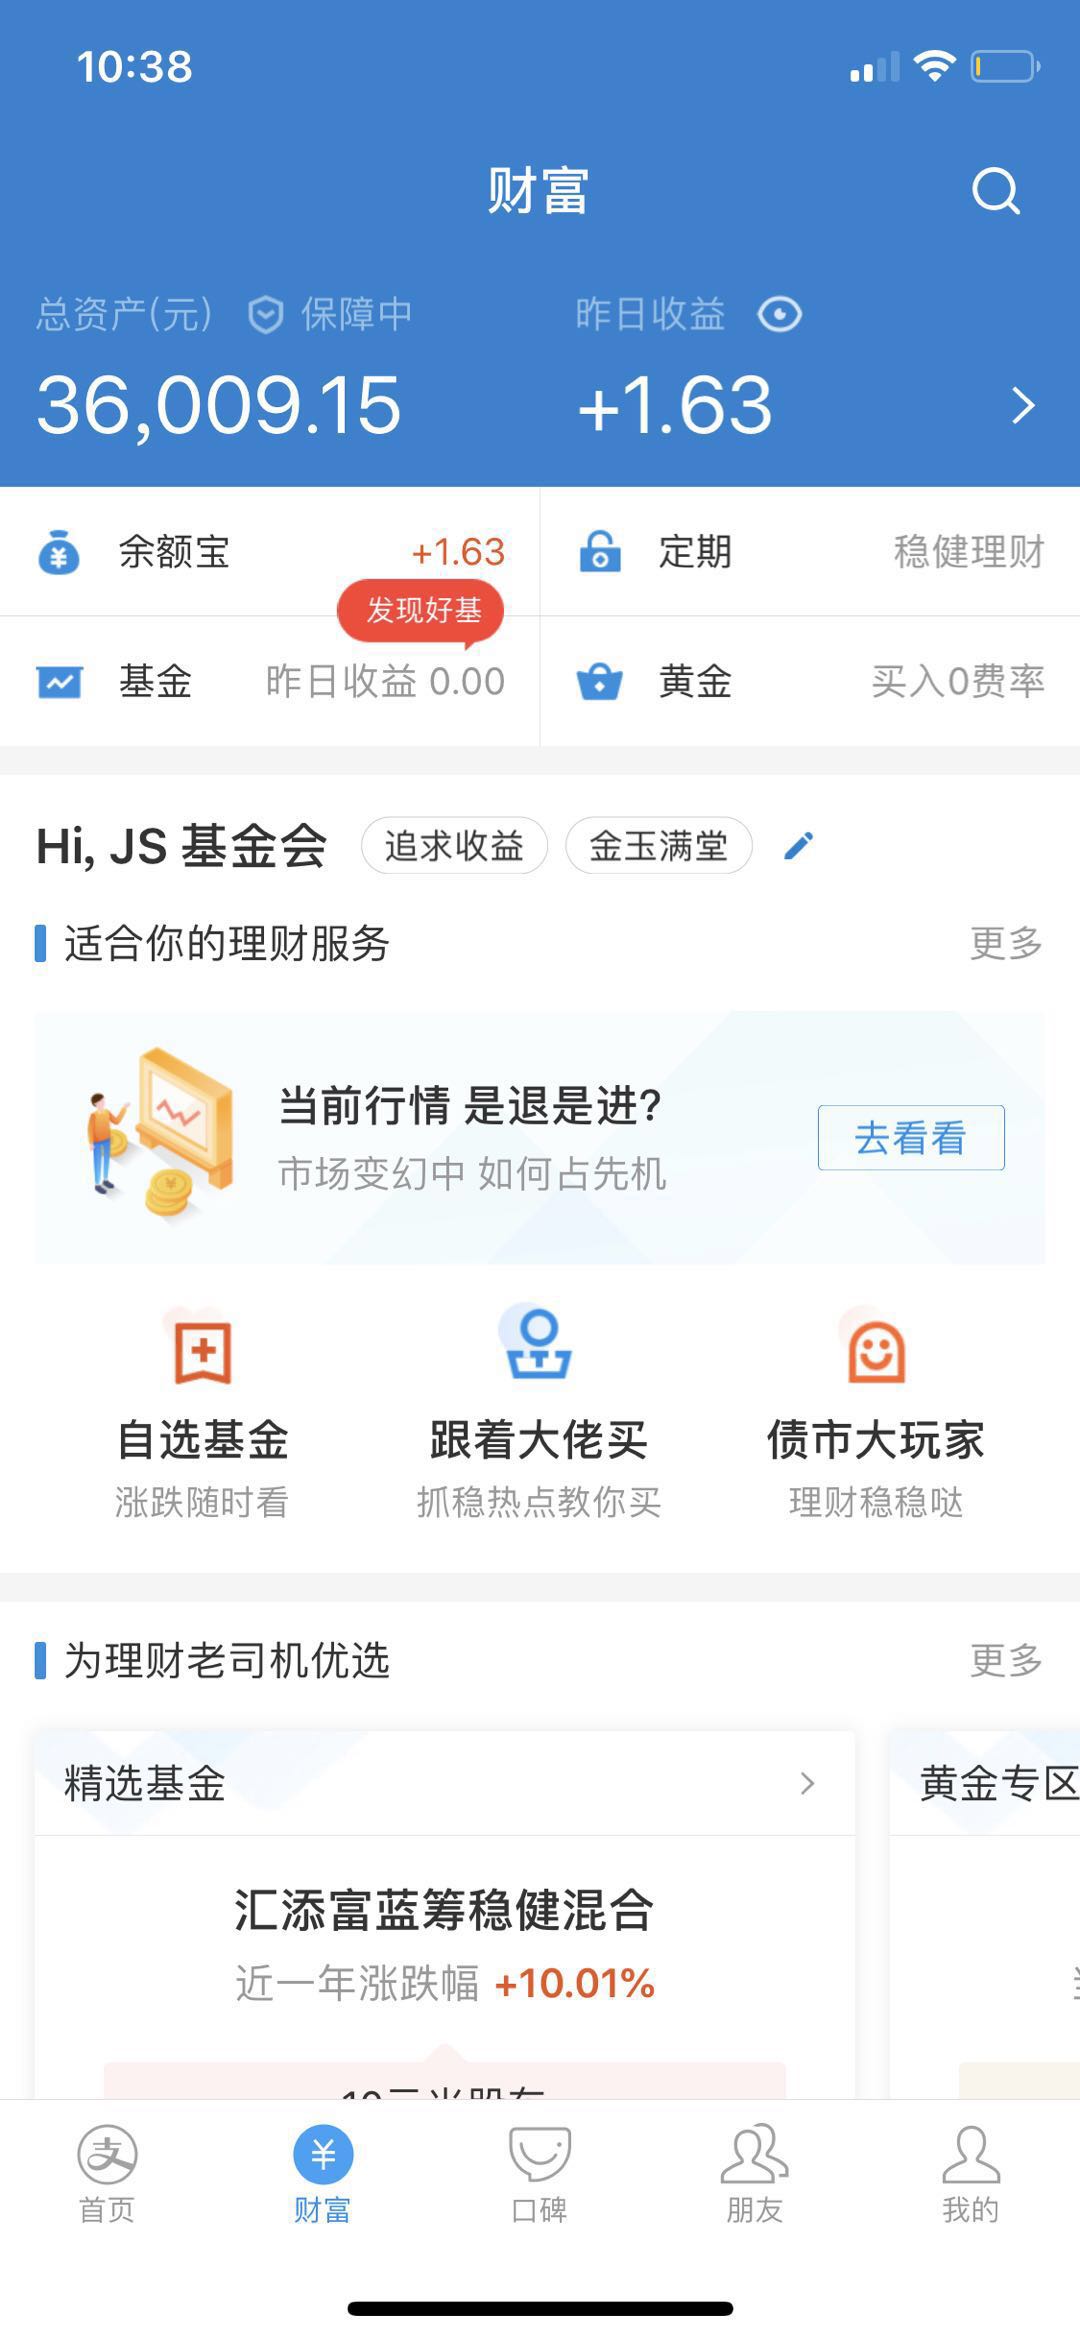 10:38
财富
总资产(元) 保障中 昨日收益
36,009.15 +1.63
余额宝 +1.63 定期 稳健理财
发现好基
基金 昨日收益 0.00 黄金 买入0费率
Hi, JS 基金会 追求收益 金玉满堂
适合你的理财服务 更多
当前行情 是退是进?
市场变幻中 如何占先机
去看看
自选基金 跟着大佬买 债市大玩家
涨跌随时看 抓稳热点教你买 理财稳稳哒
为理财老司机优选 更多
精选基金 黄金专区
汇添富蓝筹稳健混合
近一年涨跌幅 +10.01%
首页 财富 口碑 朋友 我的